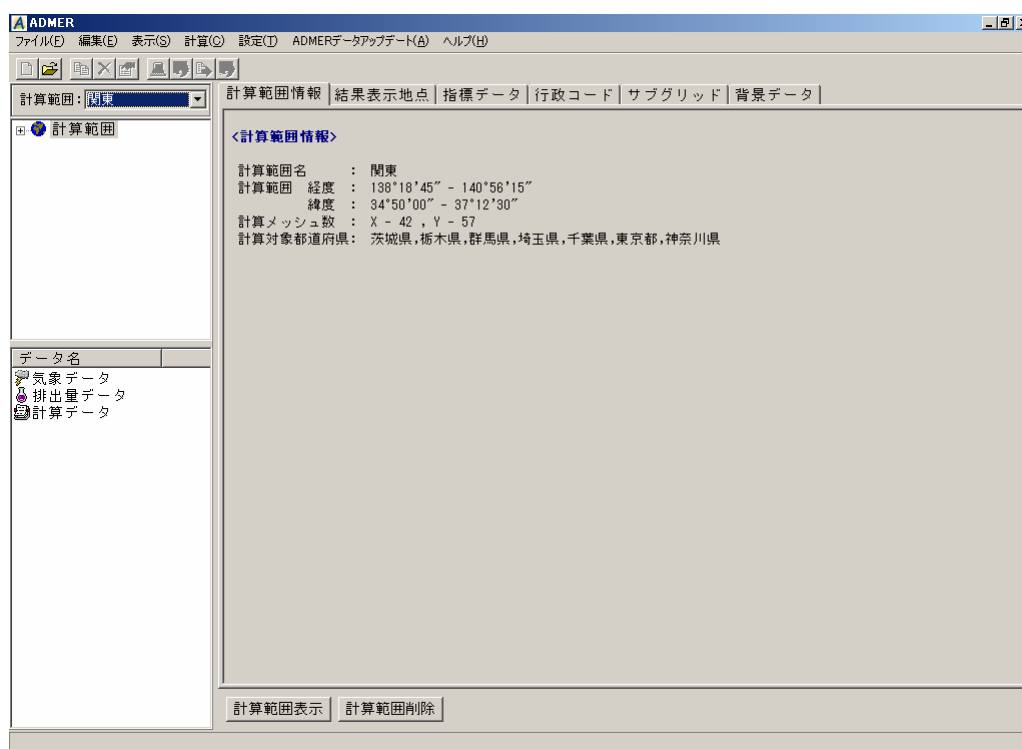 ADMER
ファイル(F) 編集(E) 表示(S) 計算(C) 設定(T) ADMERデータアップデート(A) ヘルプ(H)
計算範囲: 関東
計算範囲
計算範囲情報 結果表示地点 指標データ 行政コード サブグリッド 背景データ
<計算範囲情報>
計算範囲名 : 関東
計算範囲 経度 : 138°18'45″ - 140°56'15″
緯度 : 34°50'00″ - 37°12'30″
計算メッシュ数 : X - 42 , Y - 57
計算対象都道府県: 茨城県,栃木県,群馬県,埼玉県,千葉県,東京都,神奈川県
データ名
気象データ
排出量データ
計算データ
計算範囲表示 計算範囲削除